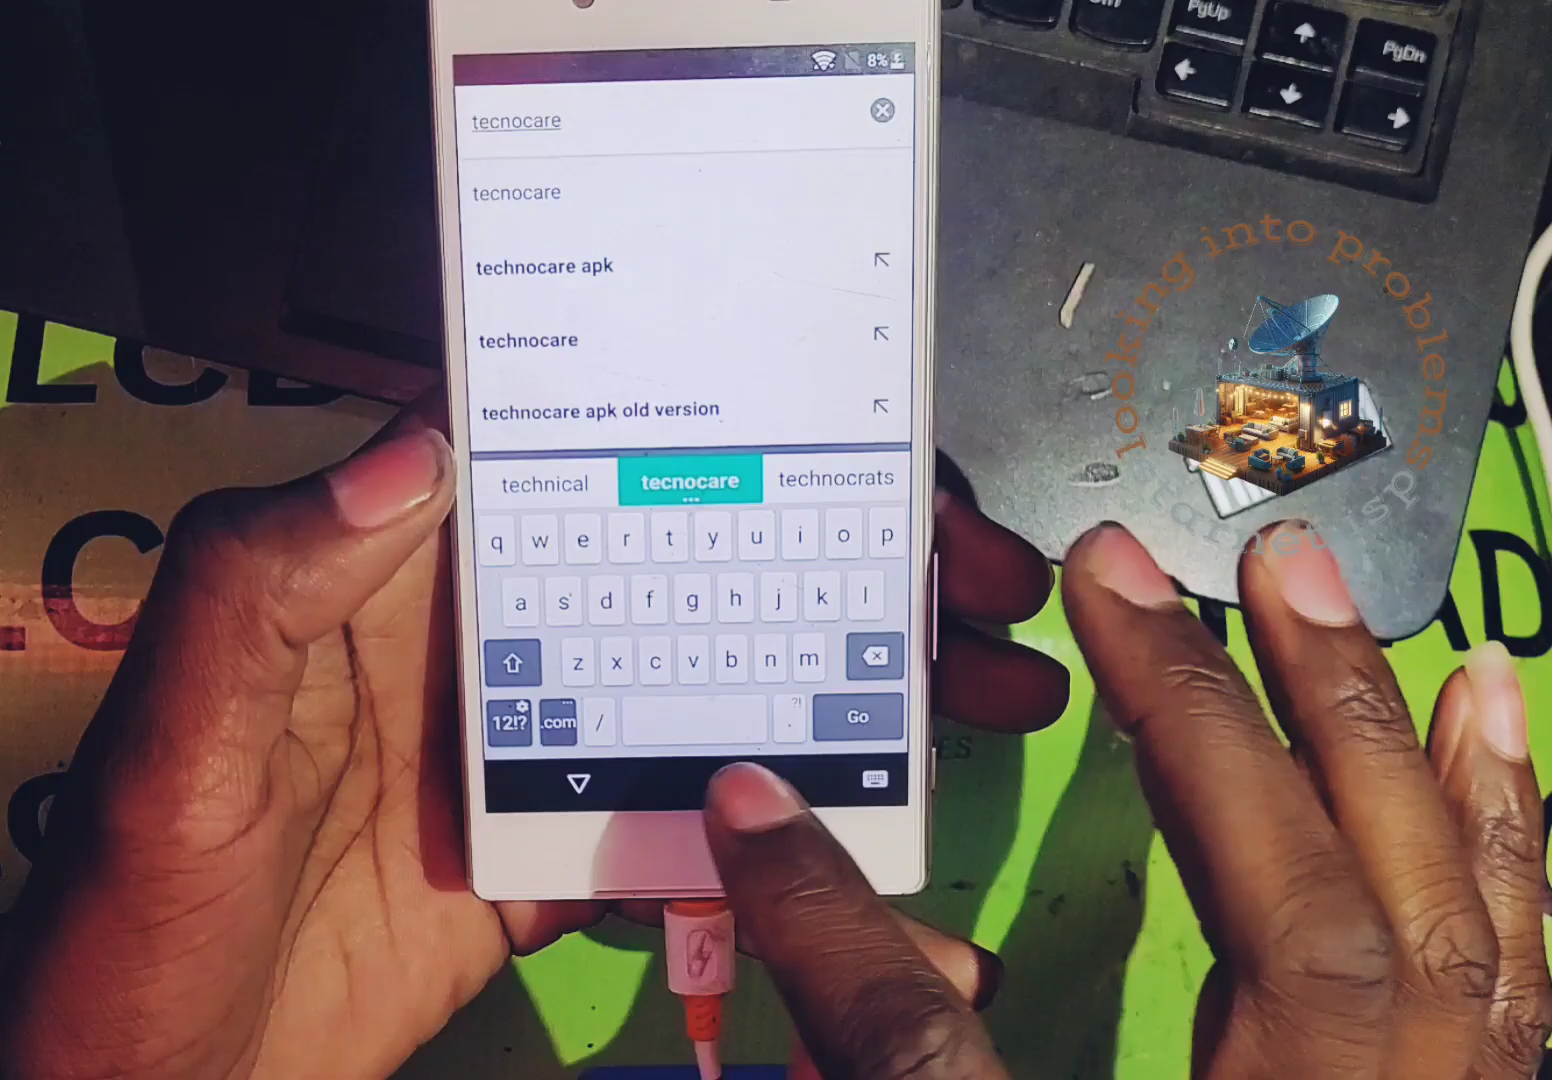 PgUp
PgDn
8%
tecnocare
tecnocare
technocare apk
technocare
technocare apk old version
technical
tecnocare
technocrats
q w e r t y u i o p
a s d f g h j k l
z x c v b n m
12!?
.com
/
?!
.
Go
looking into problems
LCD